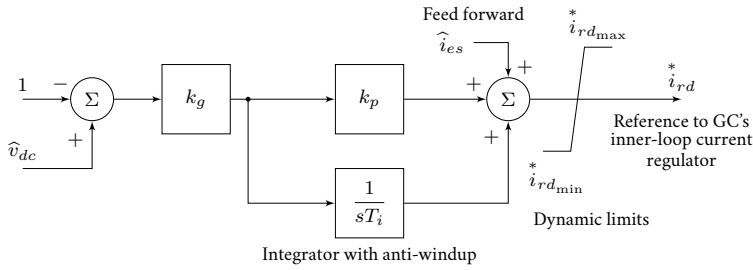 Feed forward
î_es
i*_rd_max
1
−
Σ
+
v̂_dc
k_g
k_p
+
+
Σ
+
i*_rd
Reference to GC's
inner-loop current
regulator
1
sT_i
i*_rd_min
Dynamic limits
Integrator with anti-windup